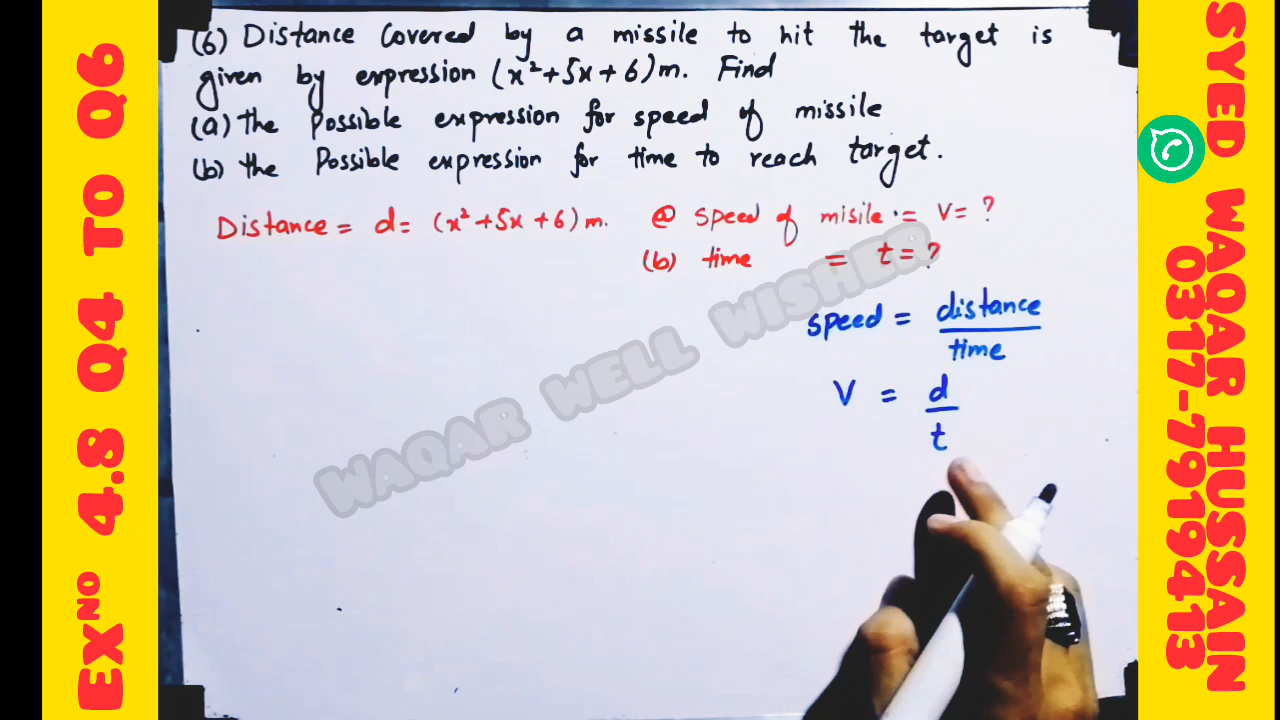 EXNO 4.8 Q4 TO Q6
(6) Distance Covered by a missile to hit the target is
given by expression (x²+5x+6)m. Find
(a) the possible expression for speed of missile
(b) the Possible expression for time to reach target.
Distance = d= (x²+5x+6)m. @ speed of misile = V= ?
(b) time = t= ?
speed = distance
time
V = d
t
WAQAR WELL WISHER
SYED WAQAR HUSSAIN
0317-7919413